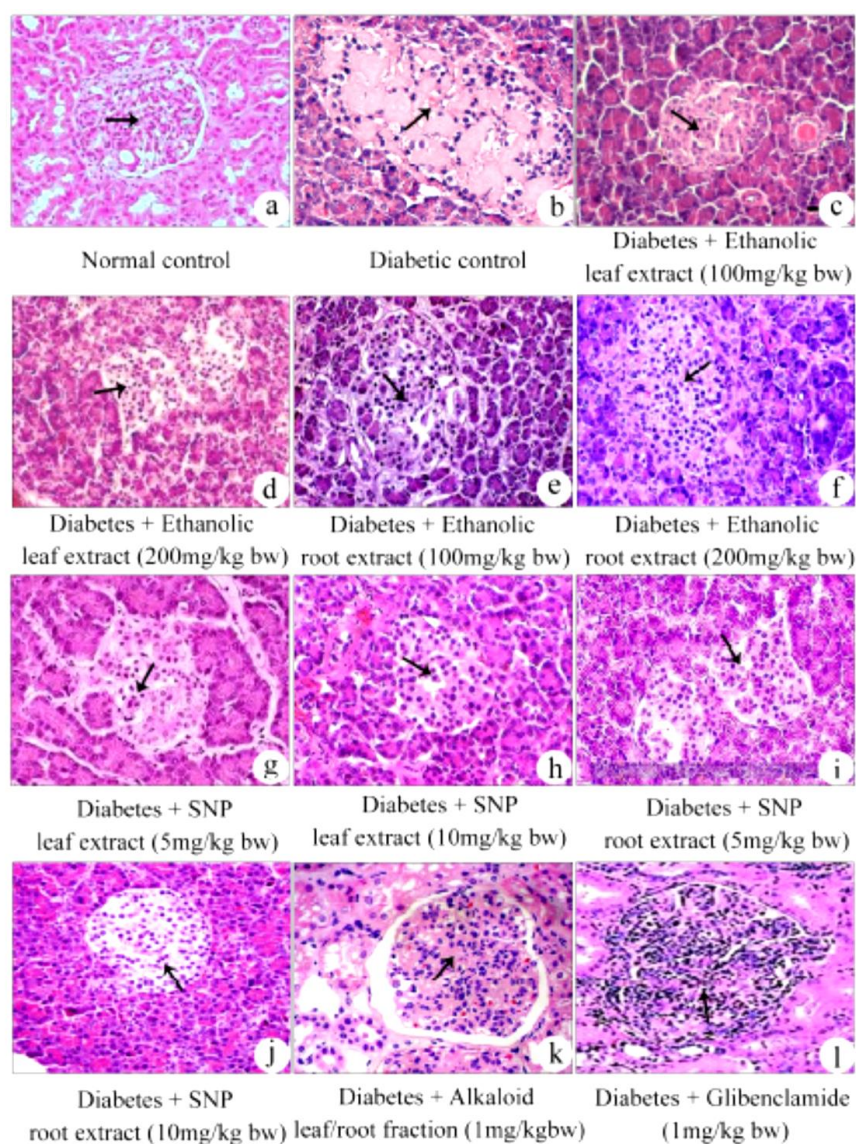 a
b
c
Normal control
Diabetic control
Diabetes + Ethanolic
leaf extract (100mg/kg bw)
d
e
f
Diabetes + Ethanolic
leaf extract (200mg/kg bw)
Diabetes + Ethanolic
root extract (100mg/kg bw)
Diabetes + Ethanolic
root extract (200mg/kg bw)
g
h
i
Diabetes + SNP
leaf extract (5mg/kg bw)
Diabetes + SNP
leaf extract (10mg/kg bw)
Diabetes + SNP
root extract (5mg/kg bw)
j
k
l
Diabetes + SNP
root extract (10mg/kg bw)
Diabetes + Alkaloid
leaf/root fraction (1mg/kgbw)
Diabetes + Glibenclamide
(1mg/kg bw)